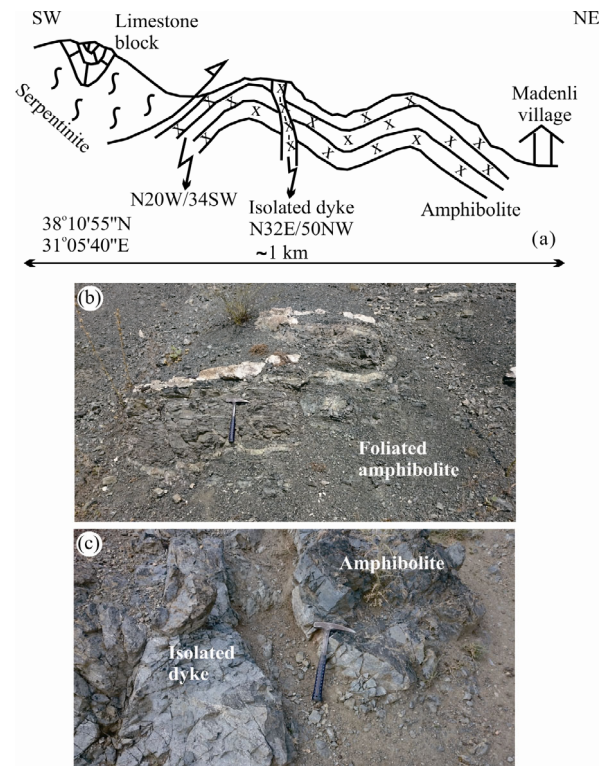 SW
NE
Limestone
block
Serpentinite
Madenli
village
N20W/34SW
Isolated dyke
N32E/50NW
Amphibolite
38°10'55"N
31°05'40"E
~1 km
(a)
(b)
Foliated
amphibolite
(c)
Amphibolite
Isolated
dyke